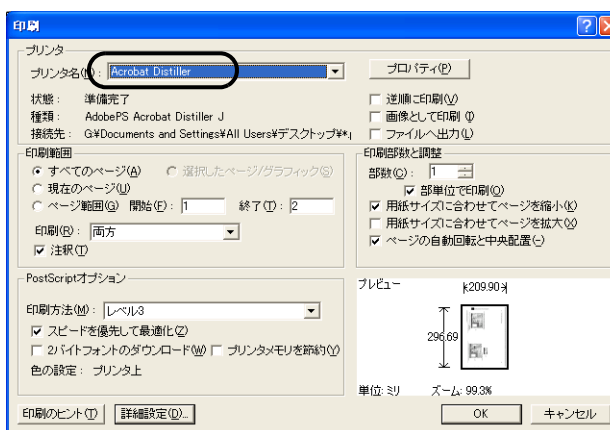 印刷
プリンタ
プリンタ名(N): Acrobat Distiller
プロパティ(P)
状態: 準備完了
種類: AdobePS Acrobat Distiller J
接続先: G:¥Documents and Settings¥All Users¥デスクトップ¥*.p
逆順に印刷(V)
画像として印刷(I)
ファイルへ出力(L)
印刷範囲
すべてのページ(A) 選択したページ/グラフィック(S)
現在のページ(U)
ページ範囲(G) 開始(F): 1 終了(T): 2
印刷(R): 両方
注釈(T)
印刷部数と調整
部数(C): 1
部単位で印刷(O)
用紙サイズに合わせてページを縮小(K)
用紙サイズに合わせてページを拡大(X)
ページの自動回転と中央配置(-)
PostScriptオプション
印刷方法(M): レベル3
スピードを優先して最適化(Z)
2バイトフォントのダウンロード(W) プリンタメモリを節約(Y)
色の設定: プリンタ上
プレビュー
209.90
296.69
単位: ミリ ズーム: 99.3%
印刷のヒント(T) 詳細設定(D)... OK キャンセル